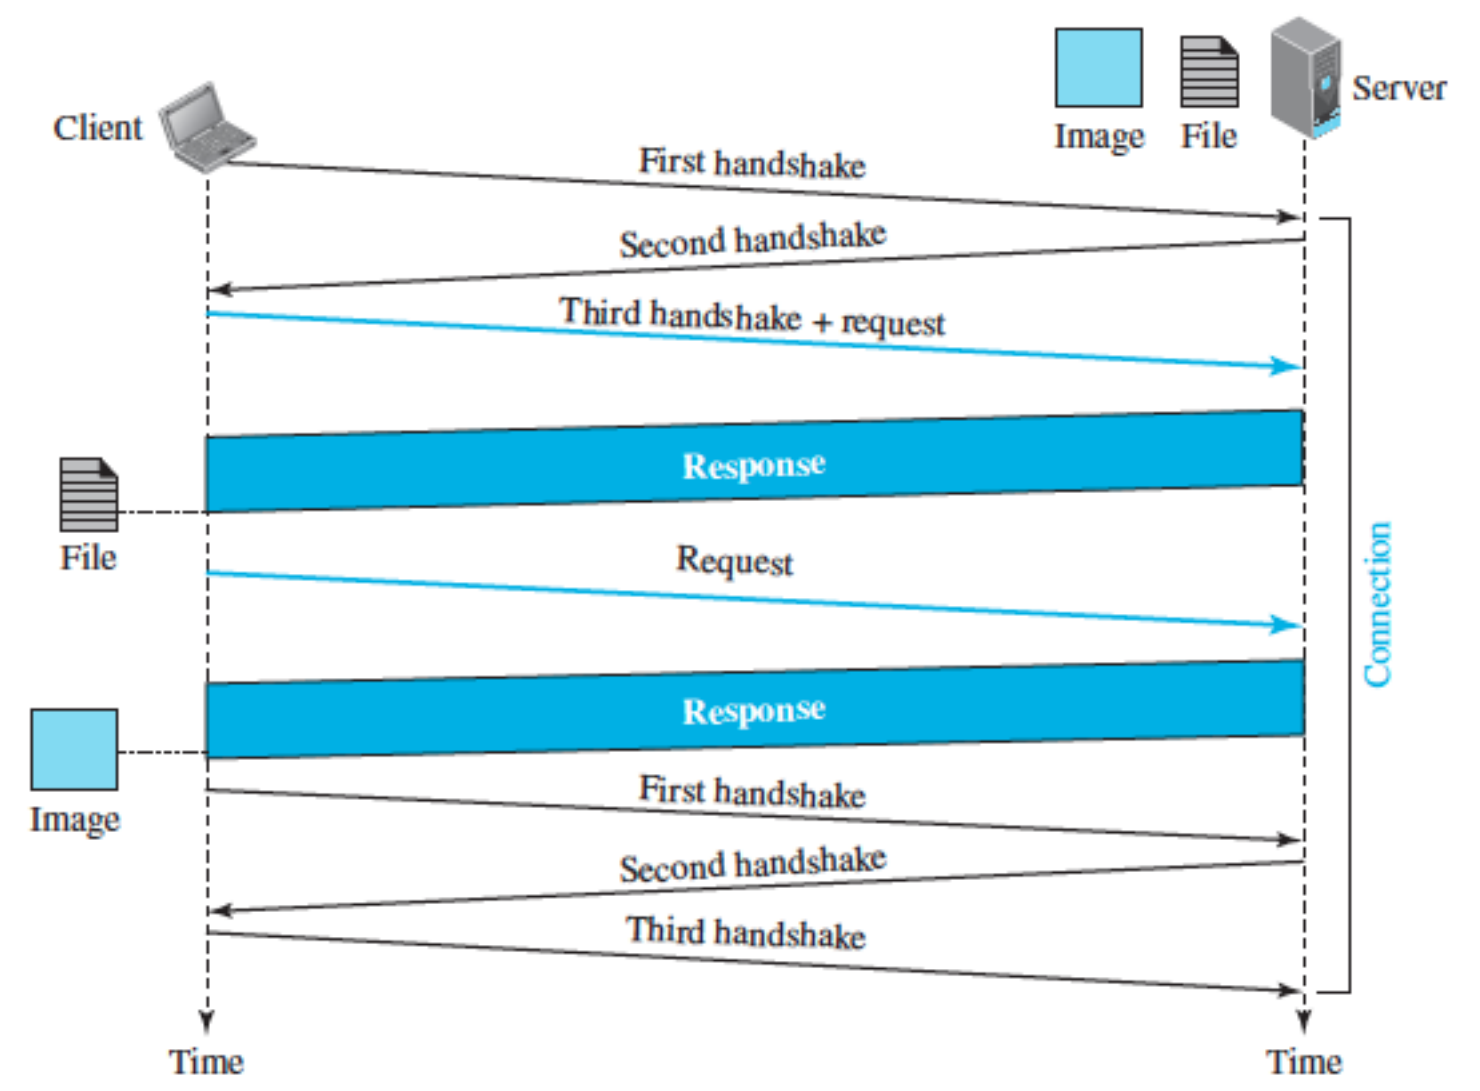 Client
Server
Image
File
First handshake
Second handshake
Third handshake + request
Response
File
Request
Connection
Response
Image
First handshake
Second handshake
Third handshake
Time
Time